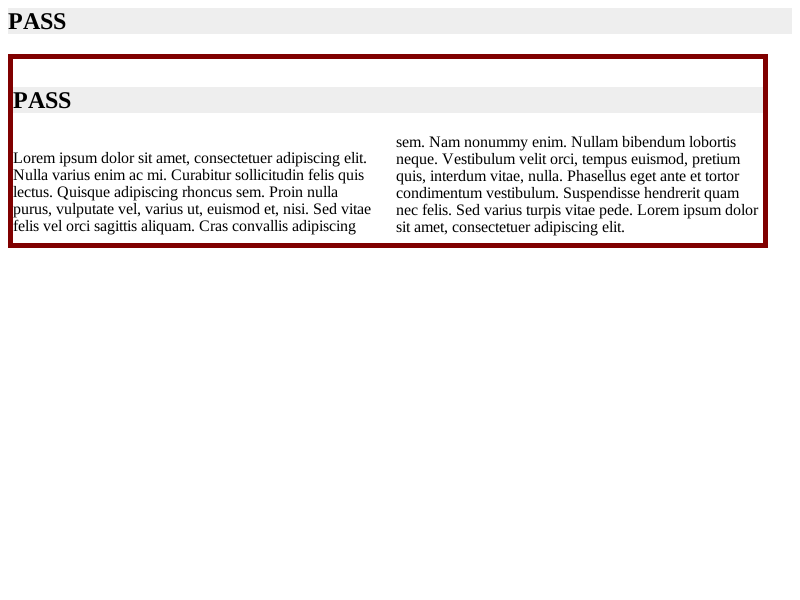 PASS
PASS
Lorem ipsum dolor sit amet, consectetuer adipiscing elit.
Nulla varius enim ac mi. Curabitur sollicitudin felis quis
lectus. Quisque adipiscing rhoncus sem. Proin nulla
purus, vulputate vel, varius ut, euismod et, nisi. Sed vitae
felis vel orci sagittis aliquam. Cras convallis adipiscing
sem. Nam nonummy enim. Nullam bibendum lobortis
neque. Vestibulum velit orci, tempus euismod, pretium
quis, interdum vitae, nulla. Phasellus eget ante et tortor
condimentum vestibulum. Suspendisse hendrerit quam
nec felis. Sed varius turpis vitae pede. Lorem ipsum dolor
sit amet, consectetuer adipiscing elit.